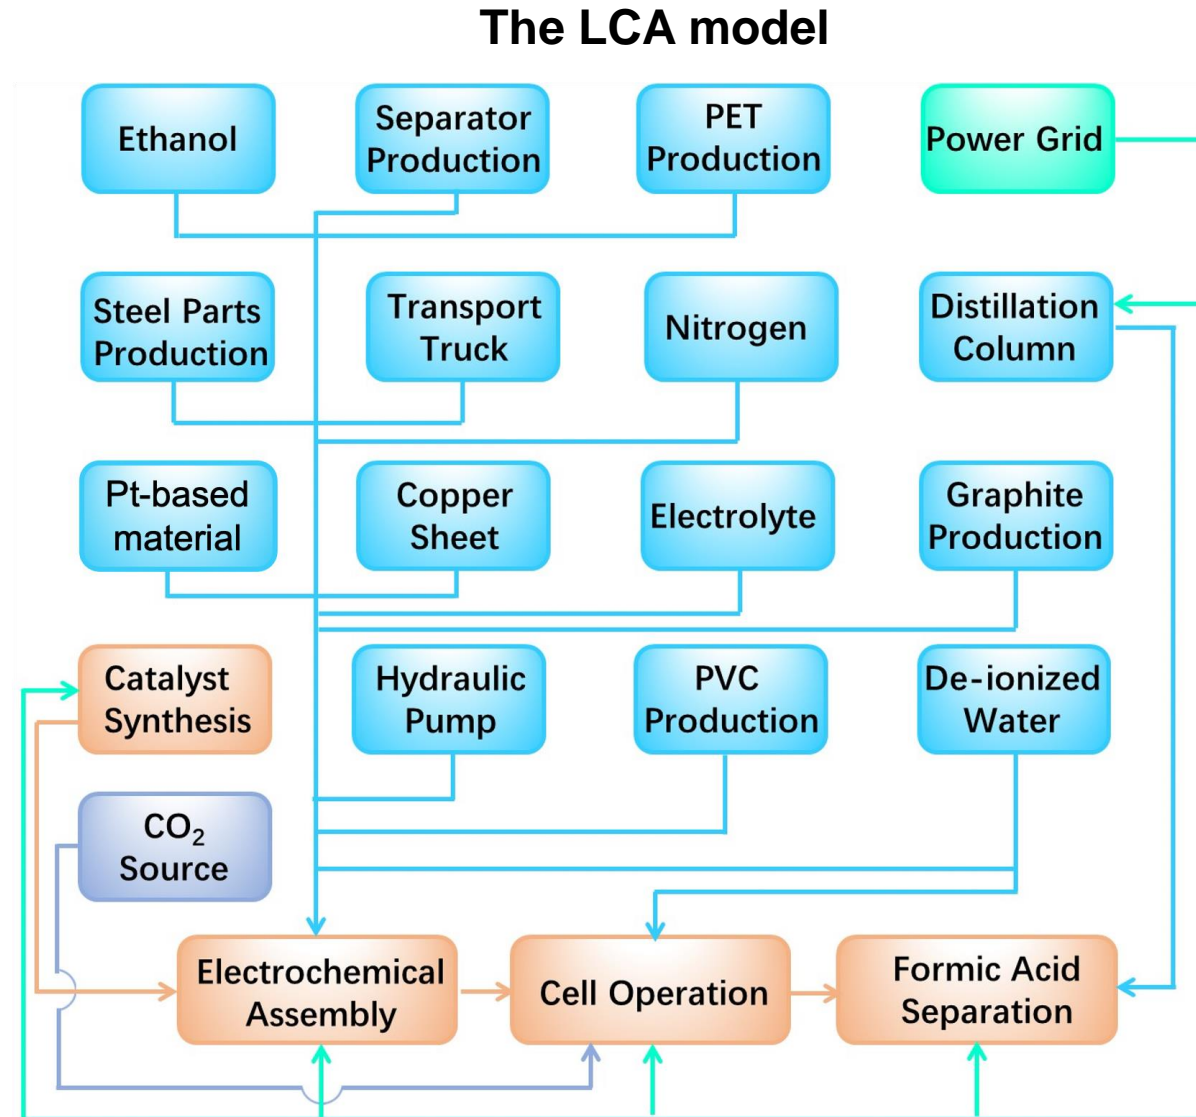 The LCA model
Ethanol
Separator
Production
PET
Production
Power Grid
Steel Parts
Production
Transport
Truck
Nitrogen
Distillation
Column
Pt-based
material
Copper
Sheet
Electrolyte
Graphite
Production
Catalyst
Synthesis
Hydraulic
Pump
PVC
Production
De-ionized
Water
CO₂
Source
Electrochemical
Assembly
Cell Operation
Formic Acid
Separation